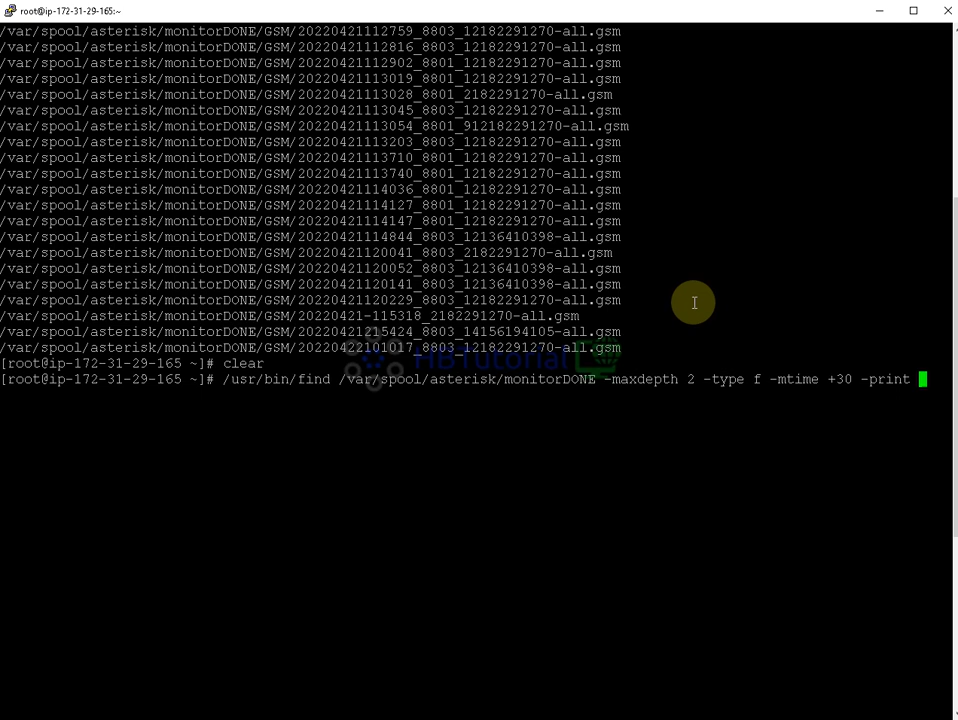 root@ip-172-31-29-165:~
/var/spool/asterisk/monitorDONE/GSM/20220421112759_8803_12182291270-all.gsm
/var/spool/asterisk/monitorDONE/GSM/20220421112816_8803_12182291270-all.gsm
/var/spool/asterisk/monitorDONE/GSM/20220421112902_8801_12182291270-all.gsm
/var/spool/asterisk/monitorDONE/GSM/20220421113019_8801_12182291270-all.gsm
/var/spool/asterisk/monitorDONE/GSM/20220421113028_8801_2182291270-all.gsm
/var/spool/asterisk/monitorDONE/GSM/20220421113045_8803_12182291270-all.gsm
/var/spool/asterisk/monitorDONE/GSM/20220421113054_8801_912182291270-all.gsm
/var/spool/asterisk/monitorDONE/GSM/20220421113203_8803_12182291270-all.gsm
/var/spool/asterisk/monitorDONE/GSM/20220421113710_8801_12182291270-all.gsm
/var/spool/asterisk/monitorDONE/GSM/20220421113740_8801_12182291270-all.gsm
/var/spool/asterisk/monitorDONE/GSM/20220421114036_8801_12182291270-all.gsm
/var/spool/asterisk/monitorDONE/GSM/20220421114127_8801_12182291270-all.gsm
/var/spool/asterisk/monitorDONE/GSM/20220421114147_8801_12182291270-all.gsm
/var/spool/asterisk/monitorDONE/GSM/20220421114844_8803_12136410398-all.gsm
/var/spool/asterisk/monitorDONE/GSM/20220421120041_8803_2182291270-all.gsm
/var/spool/asterisk/monitorDONE/GSM/20220421120052_8803_12136410398-all.gsm
/var/spool/asterisk/monitorDONE/GSM/20220421120141_8803_12136410398-all.gsm
/var/spool/asterisk/monitorDONE/GSM/20220421120229_8803_12182291270-all.gsm
/var/spool/asterisk/monitorDONE/GSM/20220421-115318_2182291270-all.gsm
/var/spool/asterisk/monitorDONE/GSM/20220421215424_8803_14156194105-all.gsm
/var/spool/asterisk/monitorDONE/GSM/20220422101017_8803_12182291270-all.gsm
[root@ip-172-31-29-165 ~]# clear
HBTutorial
[root@ip-172-31-29-165 ~]# /usr/bin/find /var/spool/asterisk/monitorDONE -maxdepth 2 -type f -mtime +30 -print